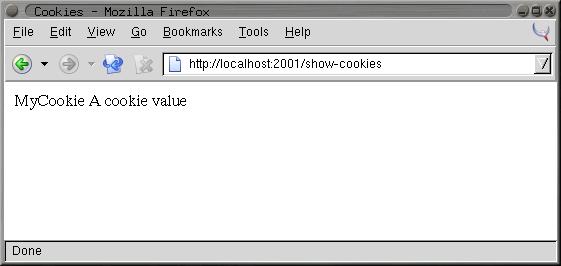 Cookies - Mozilla Firefox
File Edit View Go Bookmarks Tools Help
http://localhost:2001/show-cookies
MyCookie A cookie value
Done